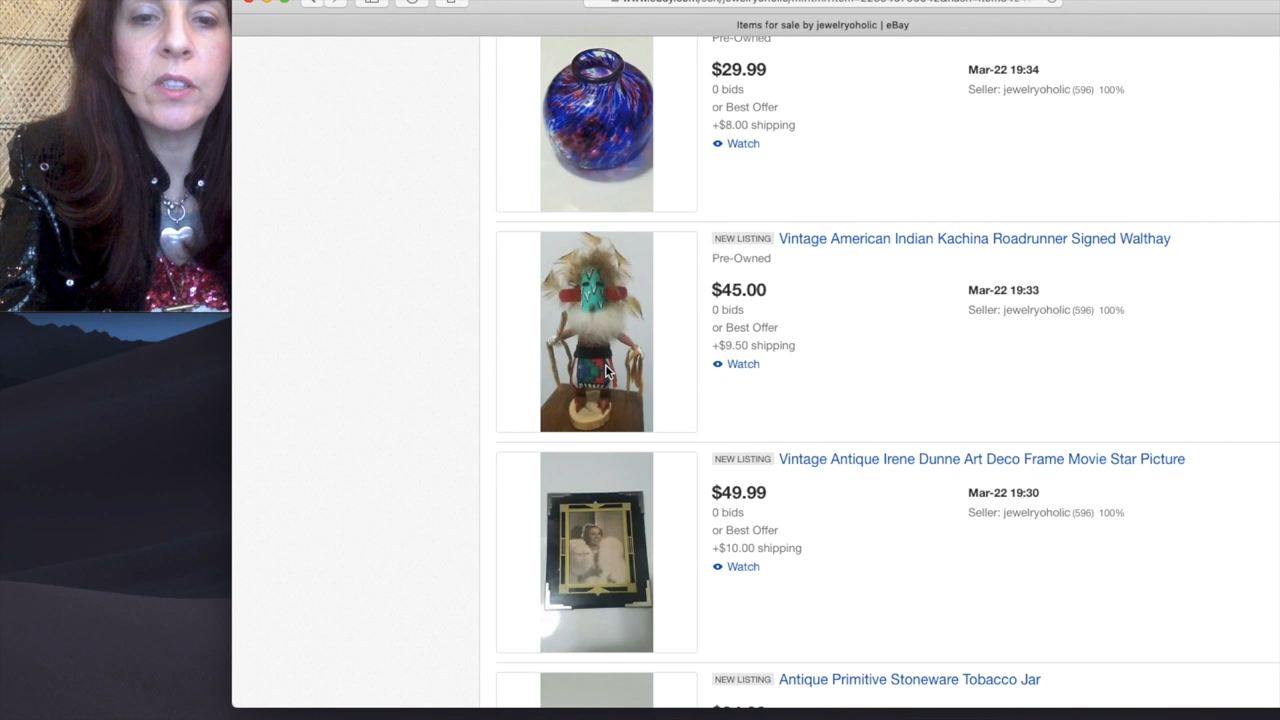 Items for sale by jewelryoholic | eBay
Pre-Owned
$29.99
Mar-22 19:34
0 bids
Seller: jewelryoholic (596) 100%
or Best Offer
+$8.00 shipping
Watch
NEW LISTING Vintage American Indian Kachina Roadrunner Signed Walthay
Pre-Owned
$45.00
Mar-22 19:33
0 bids
Seller: jewelryoholic (596) 100%
or Best Offer
+$9.50 shipping
Watch
NEW LISTING Vintage Antique Irene Dunne Art Deco Frame Movie Star Picture
$49.99
Mar-22 19:30
0 bids
Seller: jewelryoholic (596) 100%
or Best Offer
+$10.00 shipping
Watch
NEW LISTING Antique Primitive Stoneware Tobacco Jar